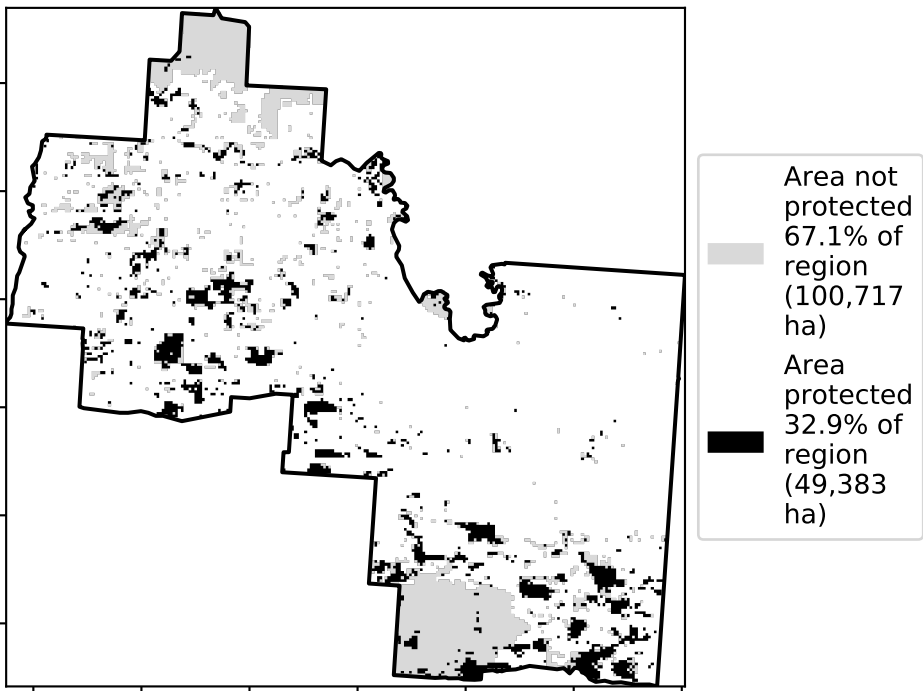 Area not
protected
67.1% of
region
(100,717
ha)
Area
protected
32.9% of
region
(49,383
ha)